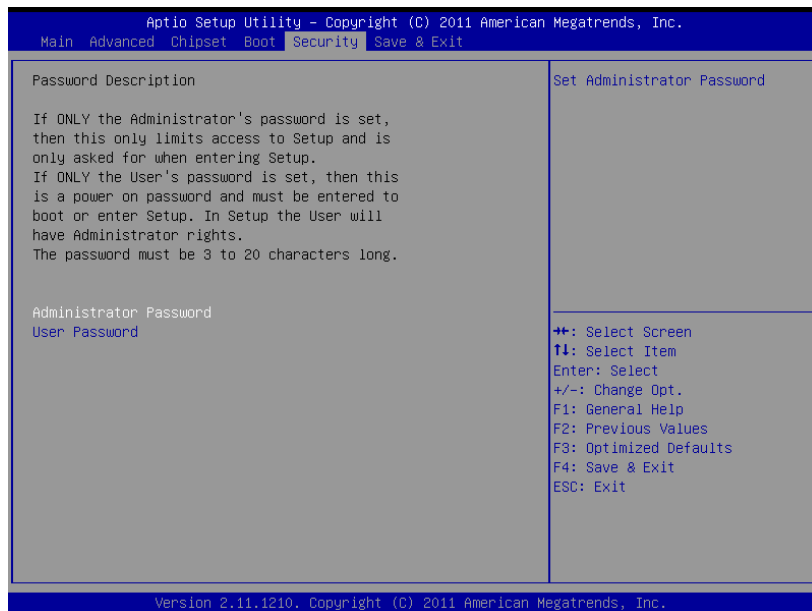 Aptio Setup Utility – Copyright (C) 2011 American Megatrends, Inc.
Main Advanced Chipset Boot Security Save & Exit
Password Description
If ONLY the Administrator's password is set,
then this only limits access to Setup and is
only asked for when entering Setup.
If ONLY the User's password is set, then this
is a power on password and must be entered to
boot or enter Setup. In Setup the User will
have Administrator rights.
The password must be 3 to 20 characters long.
Administrator Password
User Password
Set Administrator Password
→←: Select Screen
↑↓: Select Item
Enter: Select
+/-: Change Opt.
F1: General Help
F2: Previous Values
F3: Optimized Defaults
F4: Save & Exit
ESC: Exit
Version 2.11.1210. Copyright (C) 2011 American Megatrends, Inc.